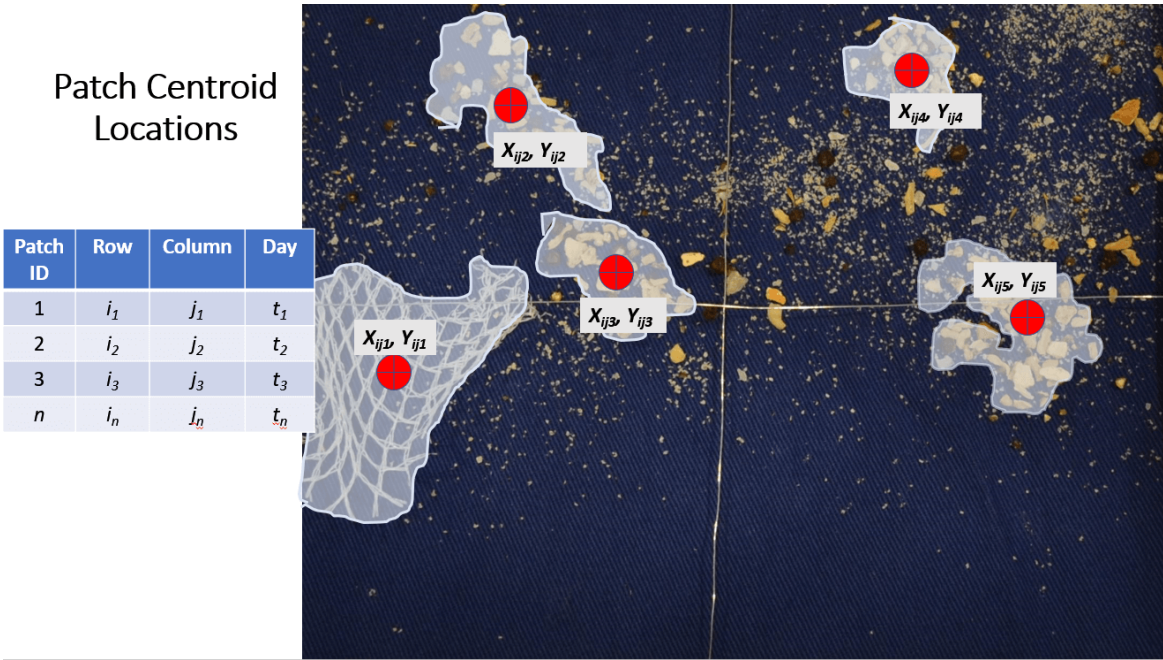 Patch Centroid
Locations
Patch ID Row Column Day
1 i1 j1 t1
2 i2 j2 t2
3 i3 j3 t3
n in jn tn
Xij1, Yij1
Xij2, Yij2
Xij3, Yij3
Xij4, Yij4
Xij5, Yij5